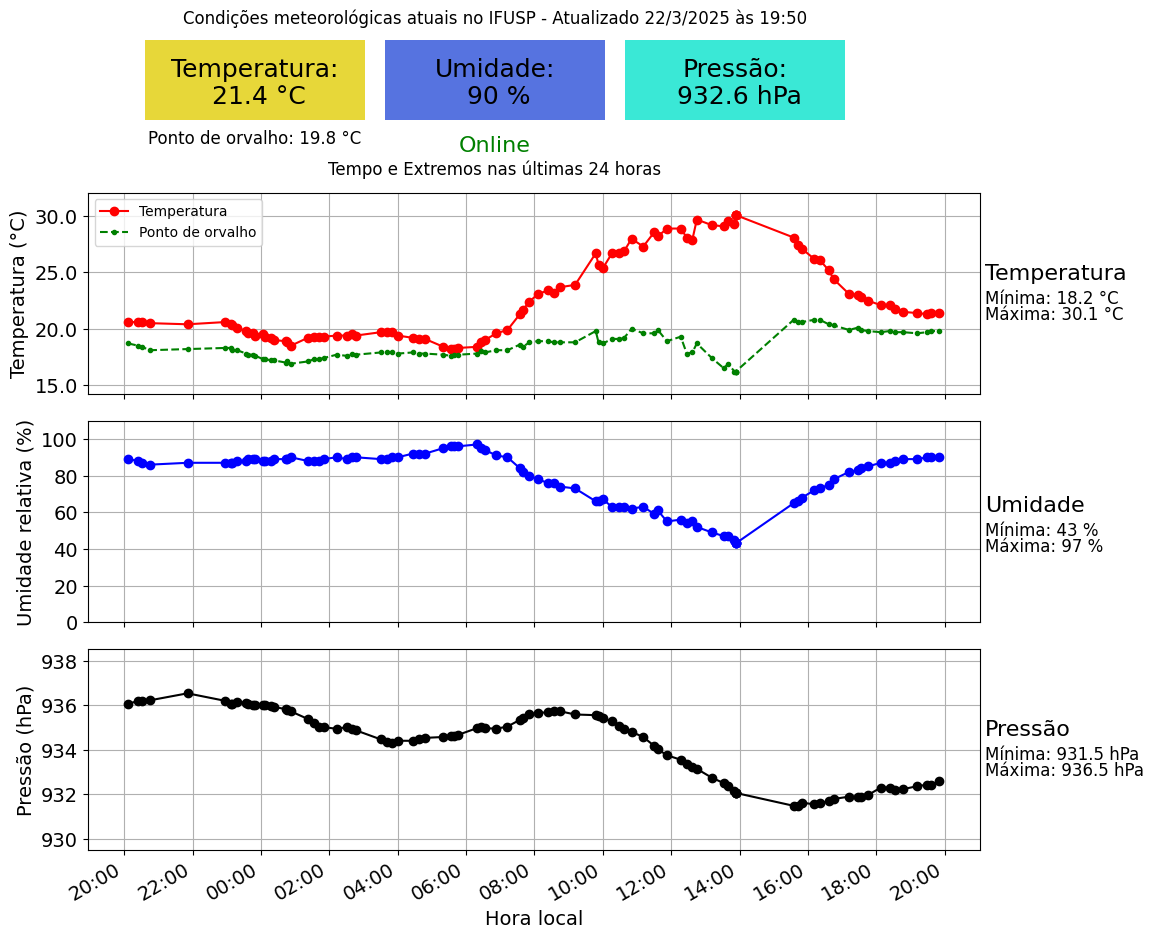 Condições meteorológicas atuais no IFUSP - Atualizado 22/3/2025 às 19:50
Temperatura:
21.4 °C
Umidade:
90 %
Pressão:
932.6 hPa
Ponto de orvalho: 19.8 °C
Online
Tempo e Extremos nas últimas 24 horas
Temperatura (°C)
30.0
25.0
20.0
15.0
Temperatura
Ponto de orvalho
Temperatura
Mínima: 18.2 °C
Máxima: 30.1 °C
Umidade relativa (%)
100
80
60
40
20
0
Umidade
Mínima: 43 %
Máxima: 97 %
Pressão (hPa)
938
936
934
932
930
Pressão
Mínima: 931.5 hPa
Máxima: 936.5 hPa
20:00 22:00 00:00 02:00 04:00 06:00 08:00 10:00 12:00 14:00 16:00 18:00 20:00
Hora local